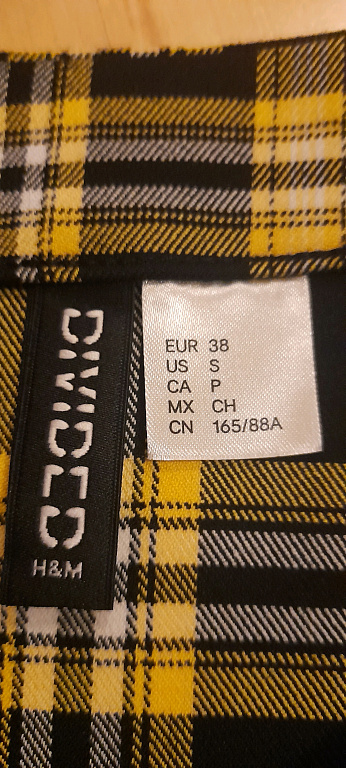 DIVIDED
H&M
EUR 38
US S
CA P
MX CH
CN 165/88A